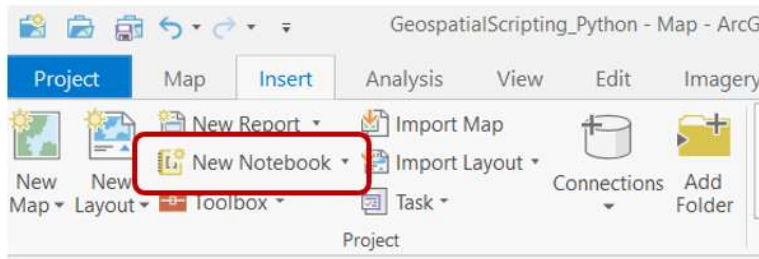 GeospatialScripting_Python - Map - ArcG
Project Map Insert Analysis View Edit Imagery
New Report Import Map
New Notebook Import Layout
New Map New Layout Toolbox Task Connections Add Folder
Project